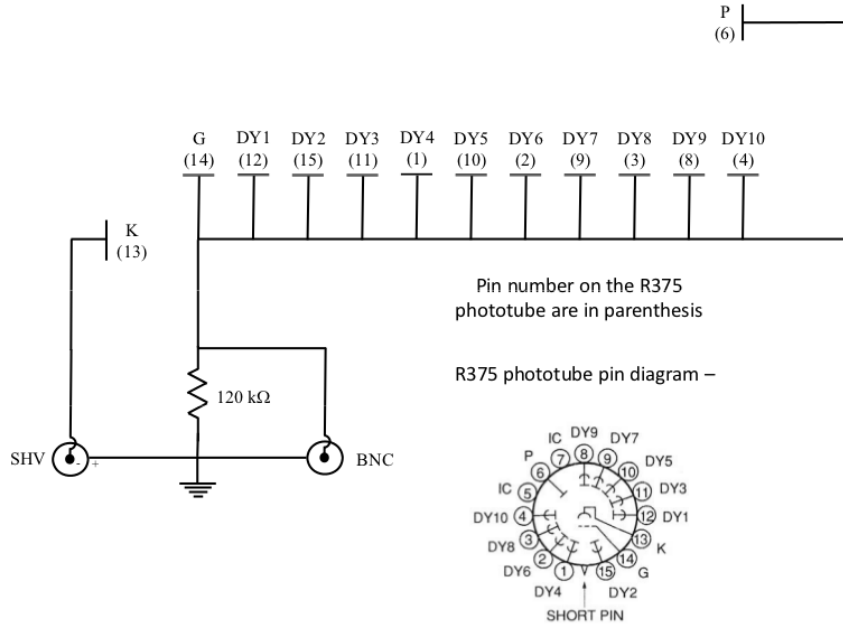 P
(6)
G DY1 DY2 DY3 DY4 DY5 DY6 DY7 DY8 DY9 DY10
(14) (12) (15) (11) (1) (10) (2) (9) (3) (8) (4)
K
(13)
Pin number on the R375
phototube are in parenthesis
R375 phototube pin diagram –
120 kΩ
SHV - +
BNC
IC DY9 DY7
P 7 8 9 DY5
6 10
IC 5 11 DY3
DY10 4 12 DY1
DY8 3 13 K
DY6 2 14 G
DY4 1 15 DY2
SHORT PIN